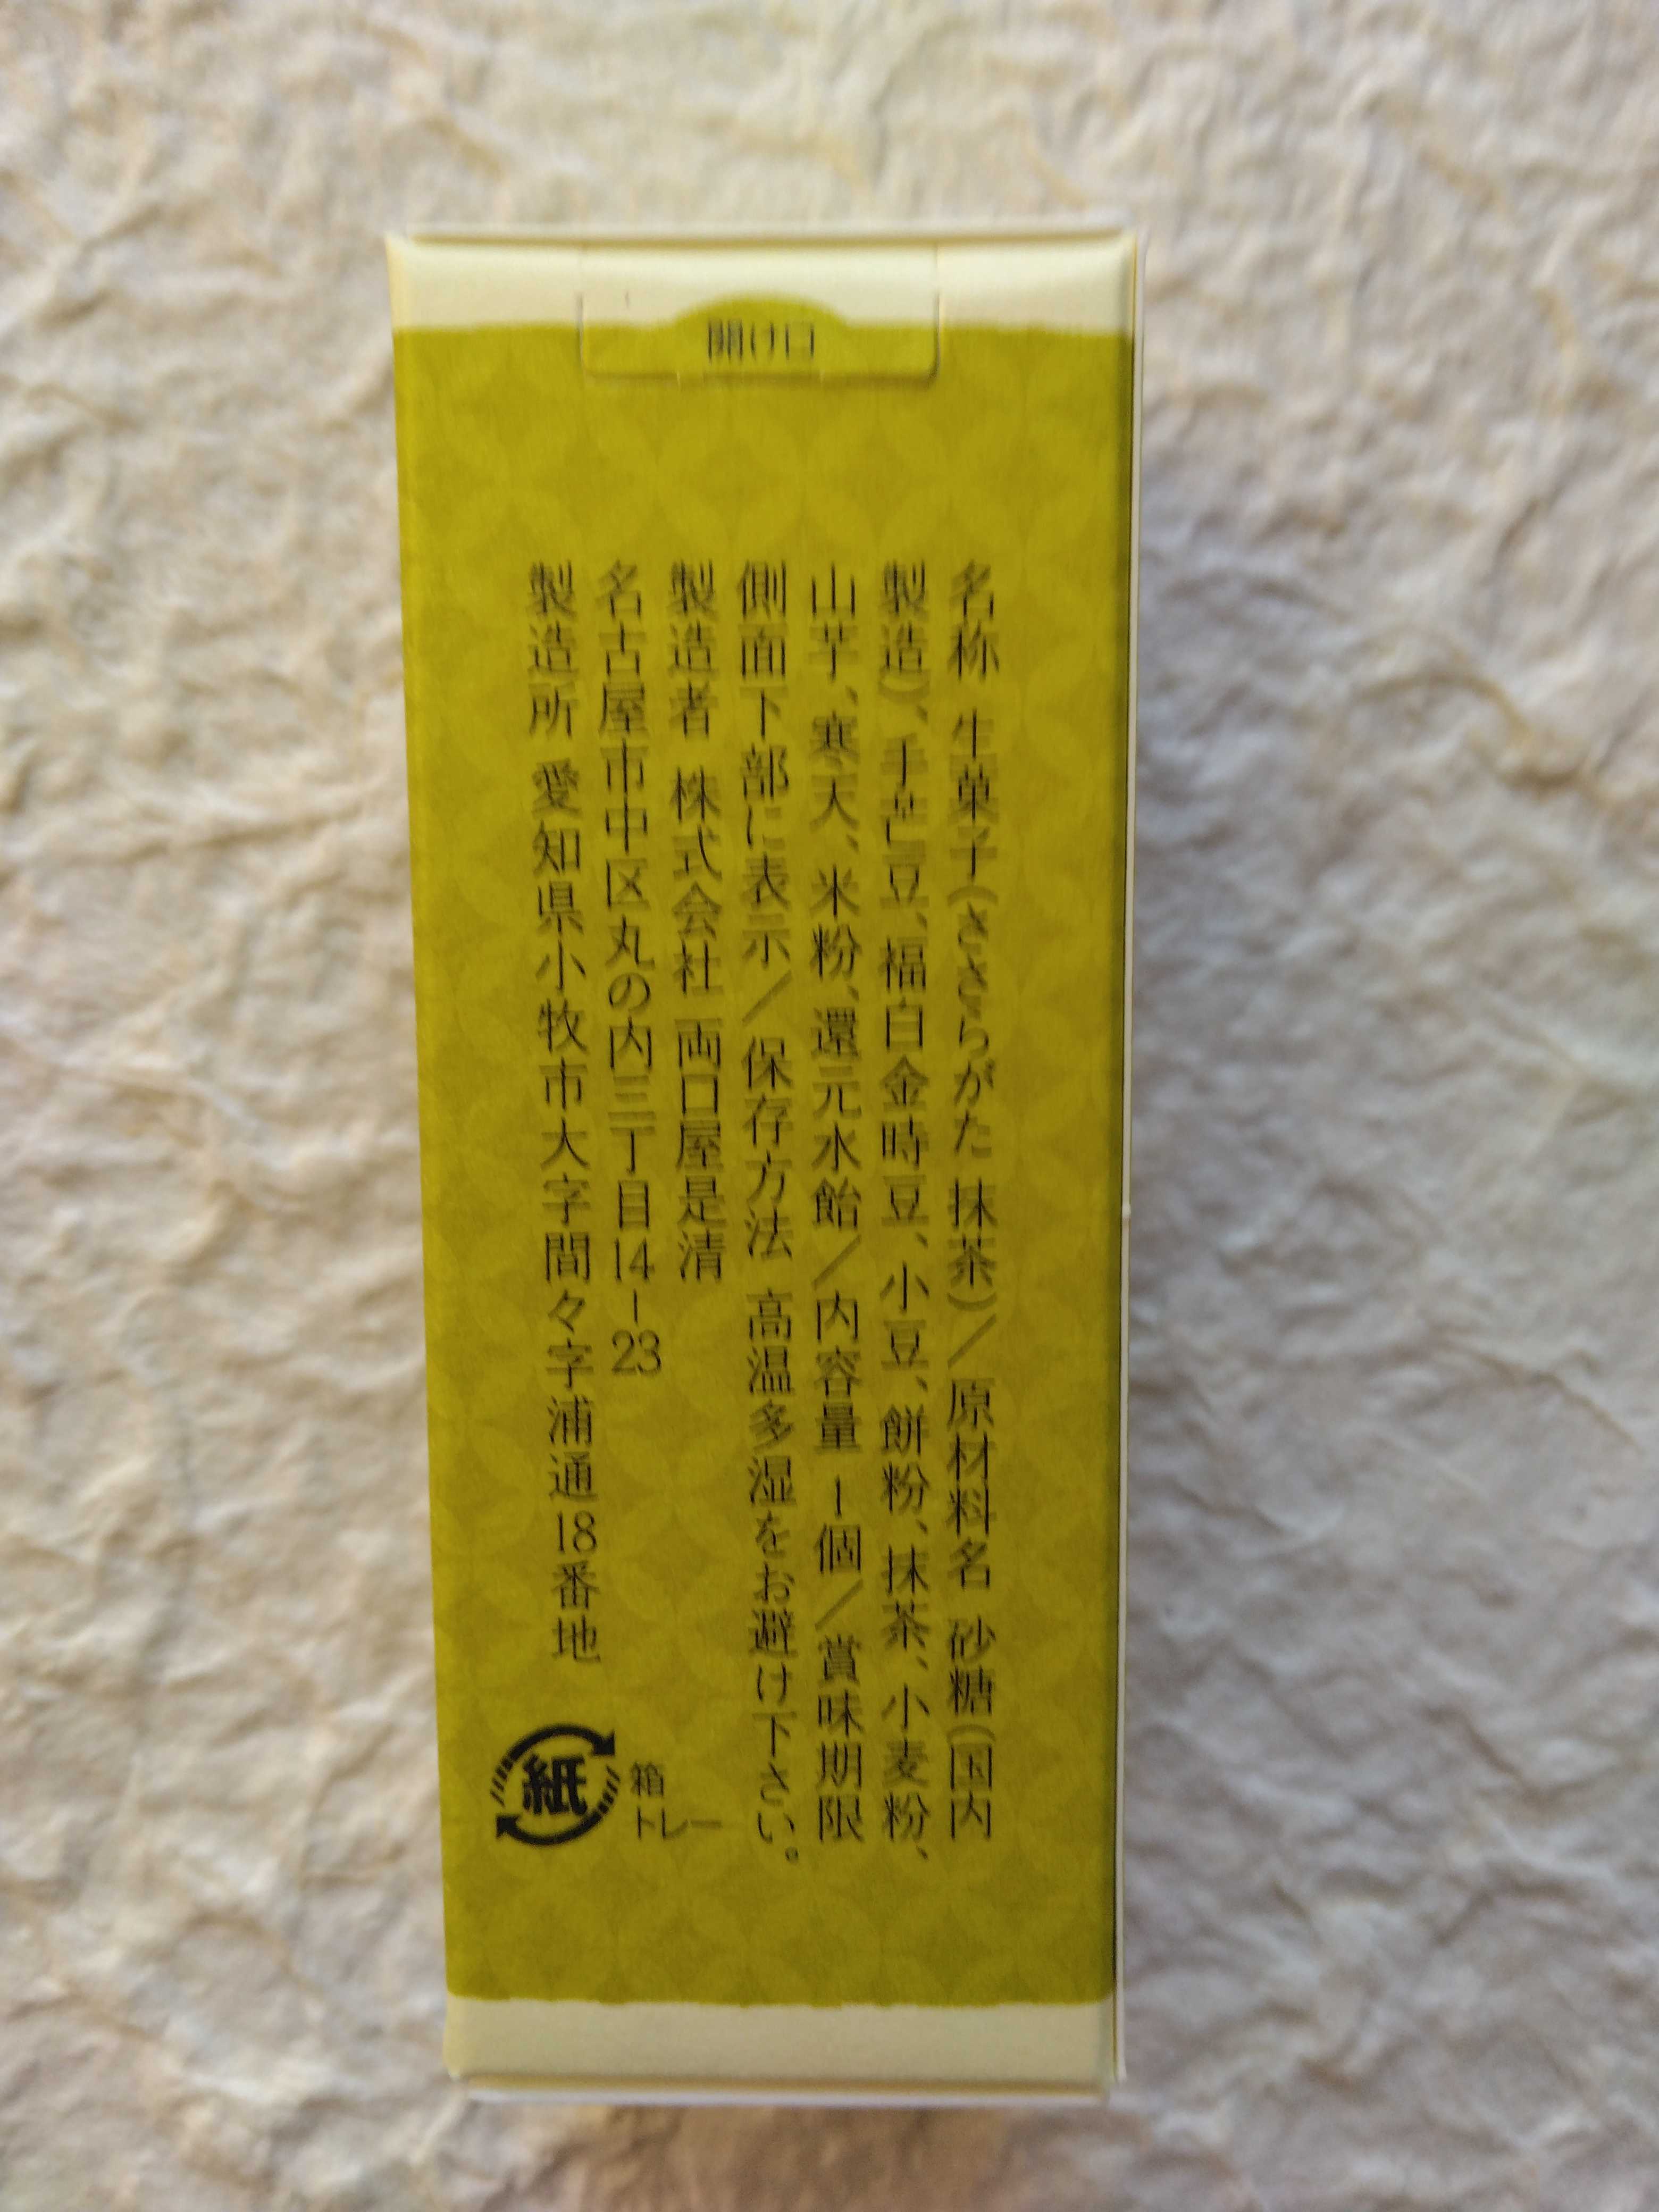 開け口
名称 生菓子(ささらがた 抹茶)/原材料名 砂糖(国内
製造)、手芒豆、福白金時豆、小豆、餅粉、抹茶、小麦粉、
山芋、寒天、米粉、還元水飴/内容量 1個/賞味期限
側面下部に表示/保存方法 高温多湿をお避け下さい。
製造者 株式会社 両口屋是清
名古屋市中区丸の内三丁目14-23
製造所 愛知県小牧市大字間々字浦通18番地
紙
箱
トレー